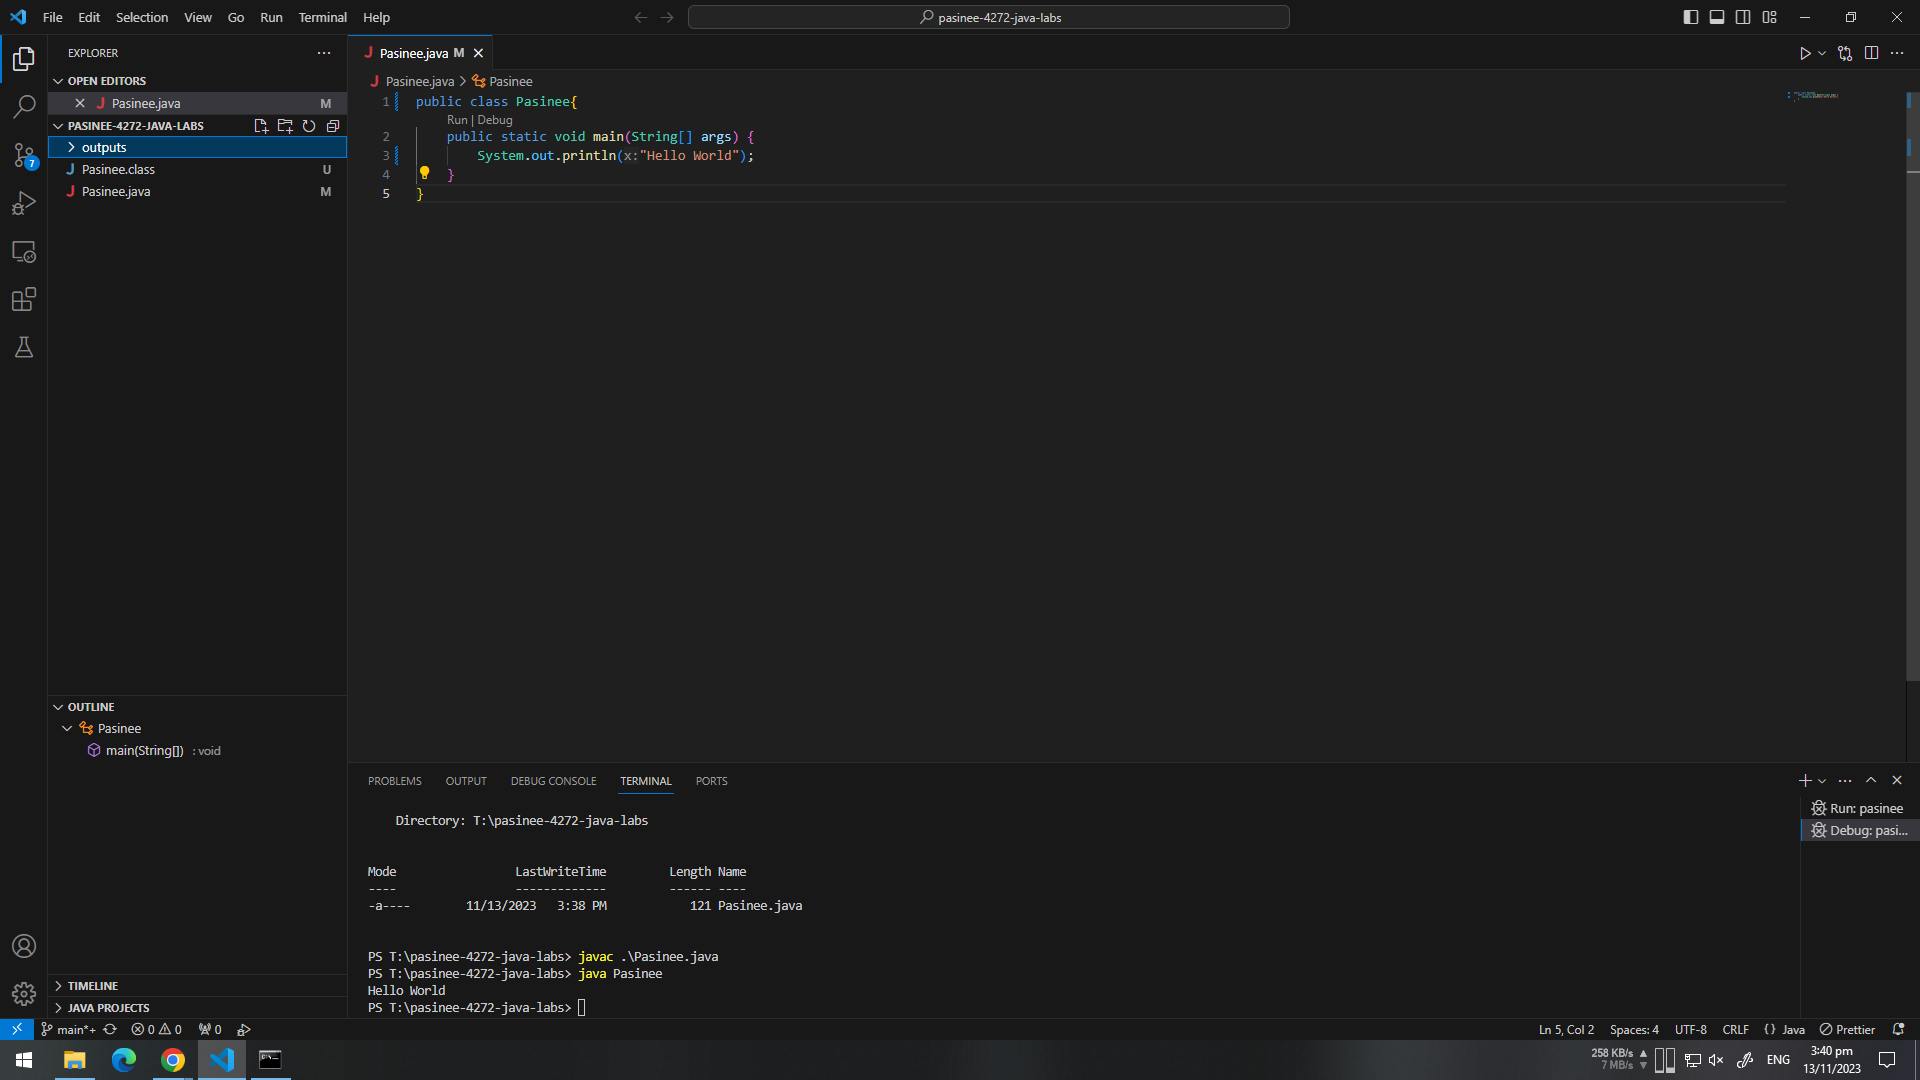 File Edit Selection View Go Run Terminal Help
pasinee-4272-java-labs
EXPLORER
OPEN EDITORS
Pasinee.java M
PASINEE-4272-JAVA-LABS
outputs
Pasinee.class U
Pasinee.java M
7
OUTLINE
Pasinee
main(String[]) : void
TIMELINE
JAVA PROJECTS
Pasinee.java M
Pasinee.java > Pasinee
1 public class Pasinee{
Run | Debug
2 public static void main(String[] args) {
3 System.out.println(x:"Hello World");
4 }
5 }
PROBLEMS OUTPUT DEBUG CONSOLE TERMINAL PORTS
Directory: T:\pasinee-4272-java-labs
Mode LastWriteTime Length Name
---- ------------- ------ ----
-a---- 11/13/2023 3:38 PM 121 Pasinee.java
PS T:\pasinee-4272-java-labs> javac .\Pasinee.java
PS T:\pasinee-4272-java-labs> java Pasinee
Hello World
PS T:\pasinee-4272-java-labs>
Run: pasinee
Debug: pasi...
main*+ 0 0 0
Ln 5, Col 2 Spaces: 4 UTF-8 CRLF {} Java Prettier
258 KB/s
7 MB/s
ENG
3:40 pm
13/11/2023